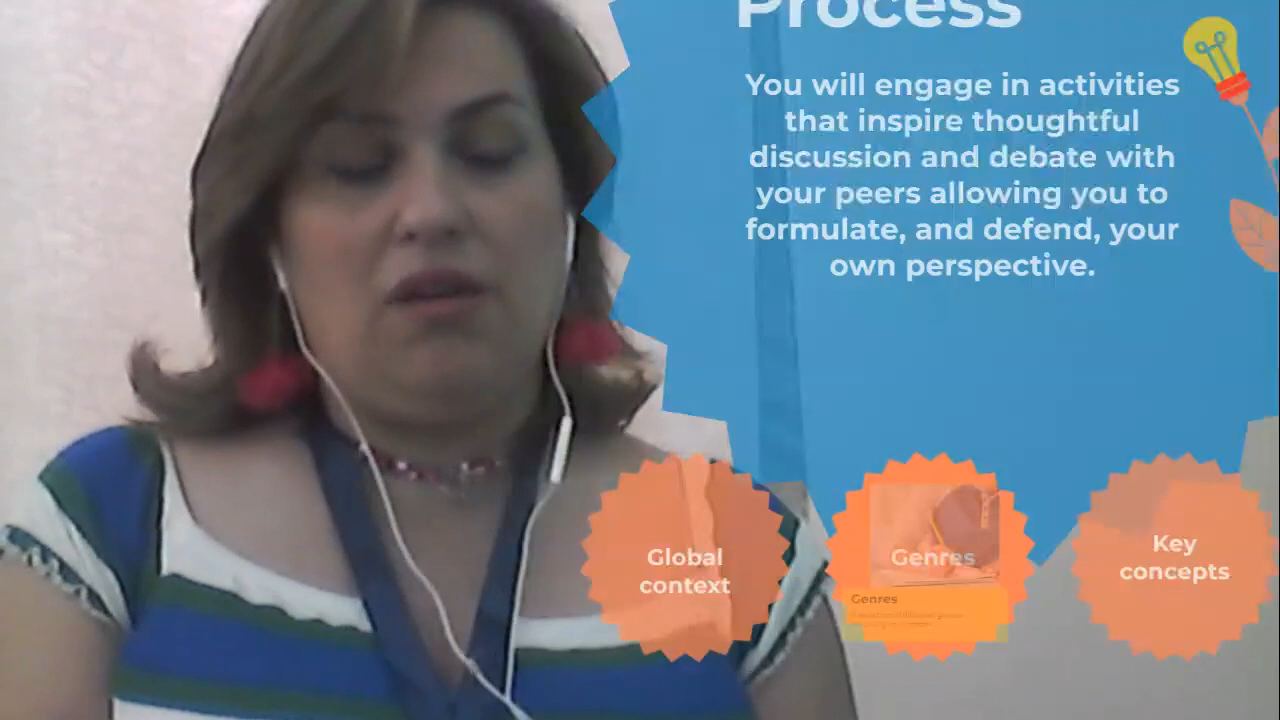 Process
You will engage in activities
that inspire thoughtful
discussion and debate with
your peers allowing you to
formulate, and defend, your
own perspective.
Global
context
Genres
Genres
Key
concepts